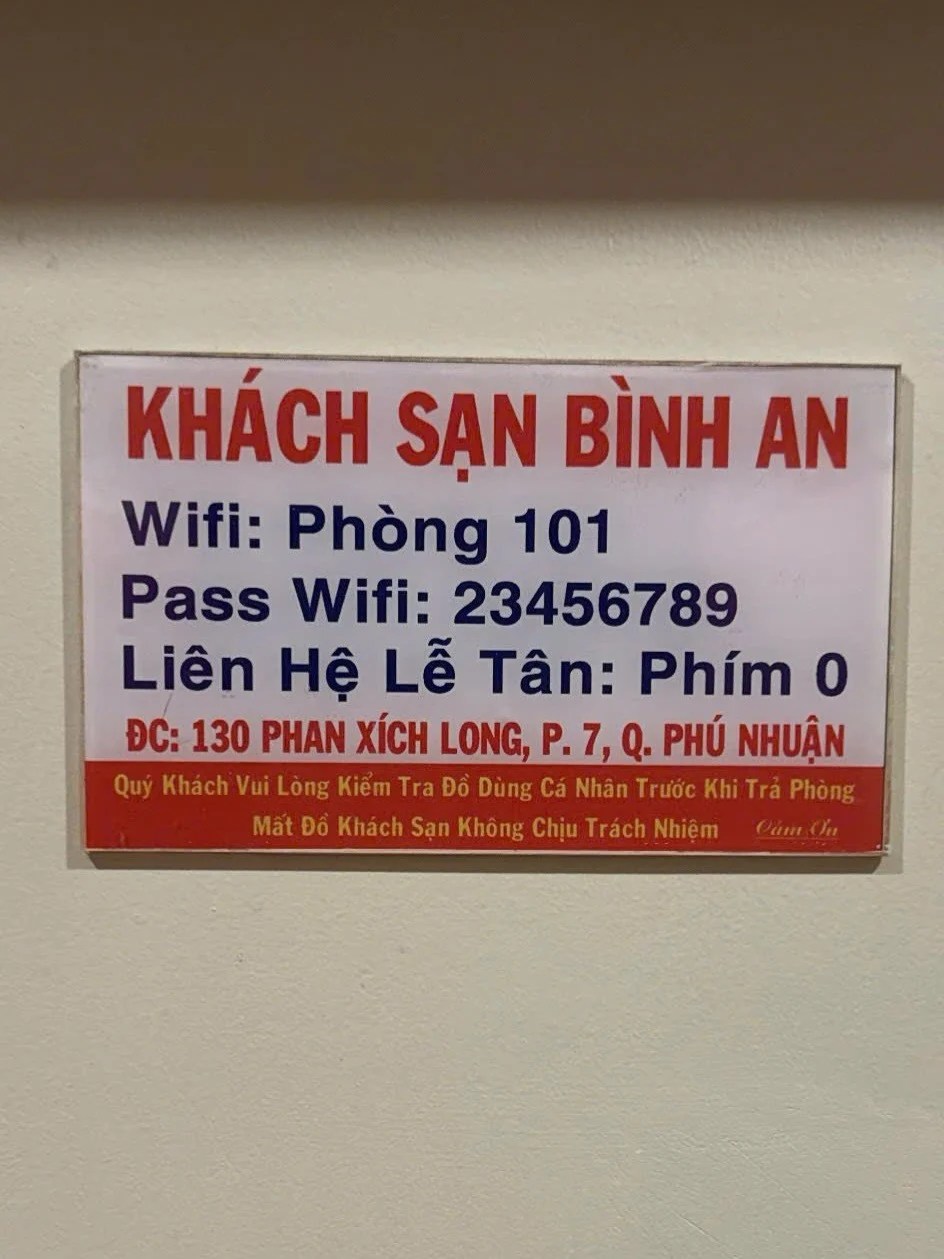 KHÁCH SẠN BÌNH AN
Wifi: Phòng 101
Pass Wifi: 23456789
Liên Hệ Lễ Tân: Phím 0
ĐC: 130 PHAN XÍCH LONG, P. 7, Q. PHÚ NHUẬN
Quý Khách Vui Lòng Kiểm Tra Đồ Dùng Cá Nhân Trước Khi Trả Phòng
Mất Đồ Khách Sạn Không Chịu Trách Nhiệm Cảm Ơn